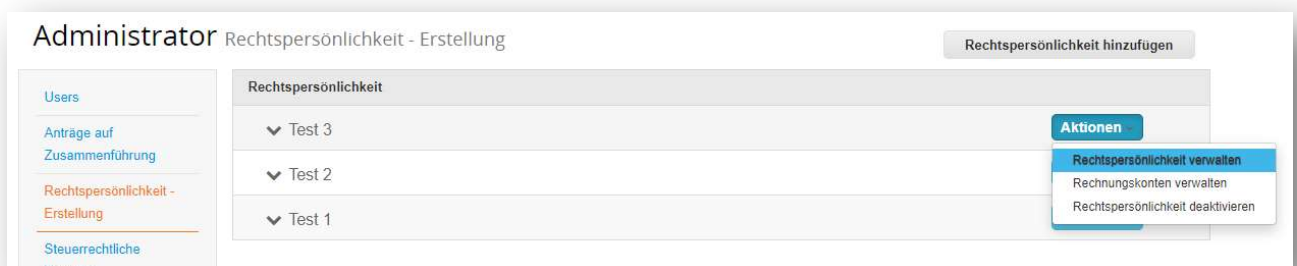 Administrator Rechtspersönlichkeit - Erstellung
Rechtspersönlichkeit hinzufügen
Users
Anträge auf
Zusammenführung
Rechtspersönlichkeit -
Erstellung
Steuerrechtliche
Rechtspersönlichkeit
Test 3
Aktionen
Rechtspersönlichkeit verwalten
Rechnungskonten verwalten
Rechtspersönlichkeit deaktivieren
Test 2
Test 1